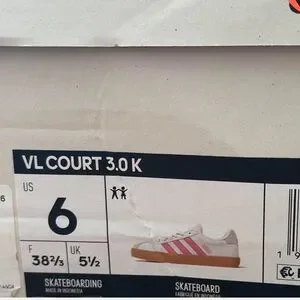 VL COURT 3.0 K
US
6
F UK
38⅔ 5½
SKATEBOARDING SKATEBOARD
MADE IN INDONESIA FABRIQUÉ EN INDONÉSIE